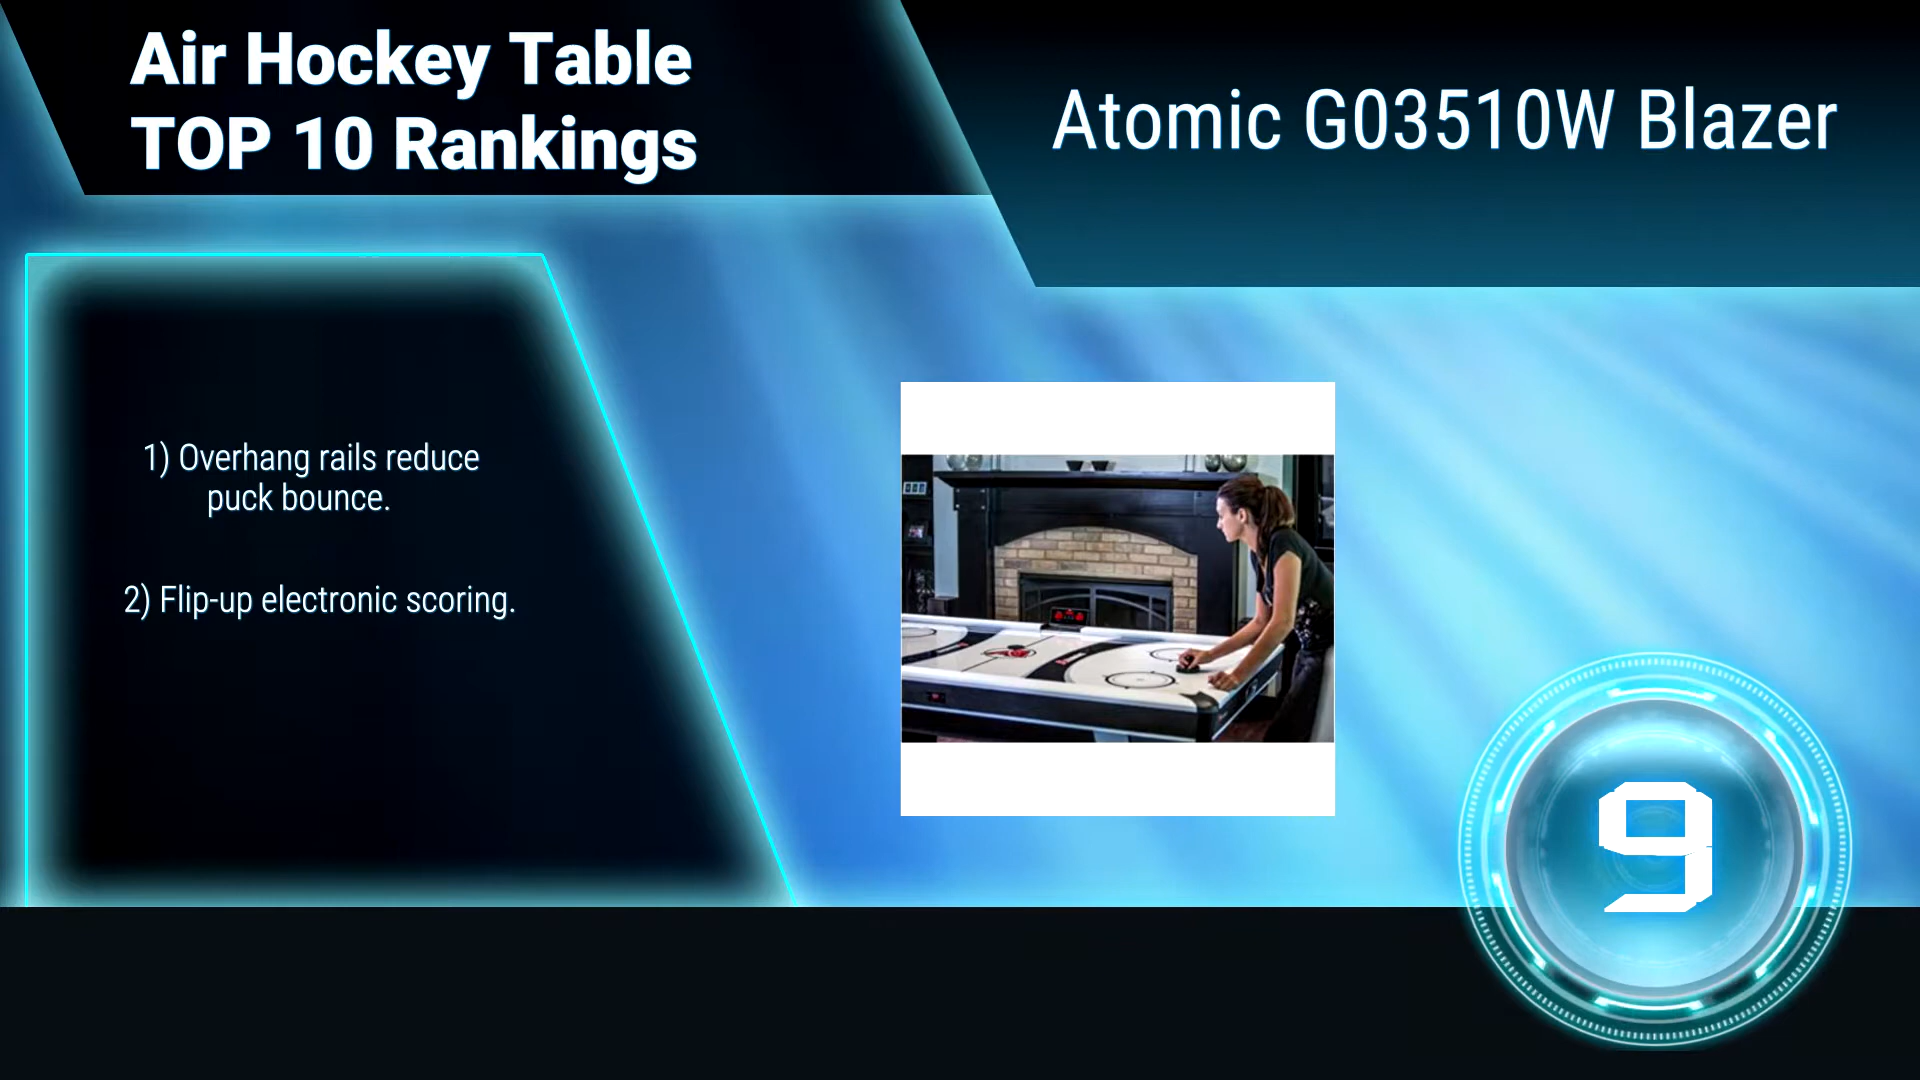 Air Hockey Table
TOP 10 Rankings
Atomic G03510W Blazer
1) Overhang rails reduce
puck bounce.
2) Flip-up electronic scoring.
9